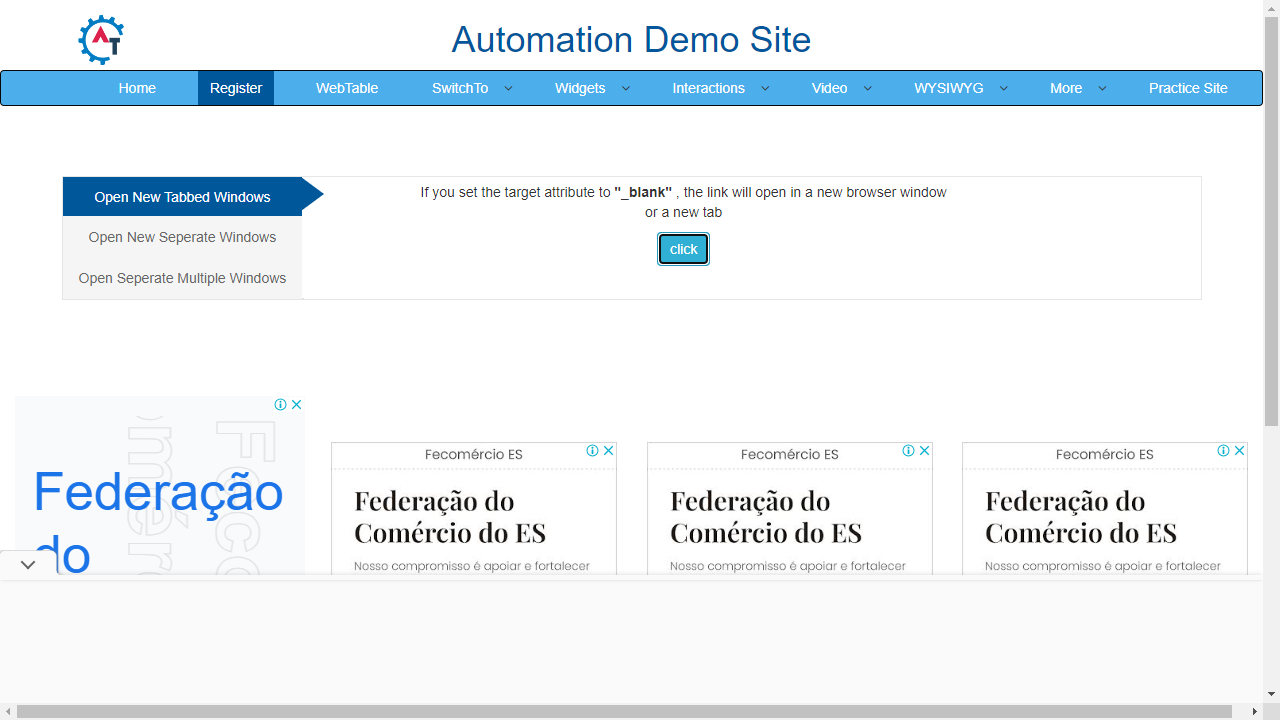 AT
Automation Demo Site
Home Register WebTable SwitchTo Widgets Interactions Video WYSIWYG More Practice Site
Open New Tabbed Windows
Open New Seperate Windows
Open Seperate Multiple Windows
If you set the target attribute to "_blank" , the link will open in a new browser window
or a new tab
click
Federação
do
Fecomércio ES
Federação do
Comércio do ES
Nosso compromisso é apoiar e fortalecer
Fecomércio ES
Federação do
Comércio do ES
Nosso compromisso é apoiar e fortalecer
Fecomércio ES
Federação do
Comércio do ES
Nosso compromisso é apoiar e fortalecer